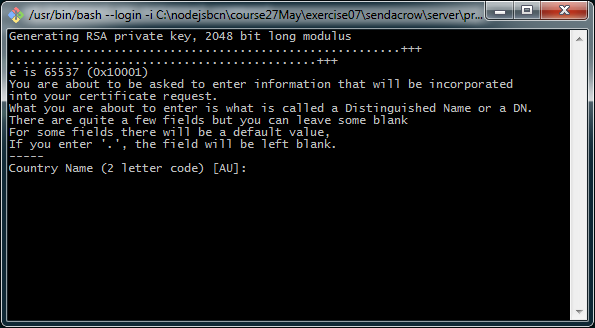 /usr/bin/bash --login -i C:\nodejsbcn\course27May\exercise07\sendacrow\server\pr...
Generating RSA private key, 2048 bit long modulus
........................................................+++
............................................+++
e is 65537 (0x10001)
You are about to be asked to enter information that will be incorporated
into your certificate request.
What you are about to enter is what is called a Distinguished Name or a DN.
There are quite a few fields but you can leave some blank
For some fields there will be a default value,
If you enter '.', the field will be left blank.
-----
Country Name (2 letter code) [AU]: